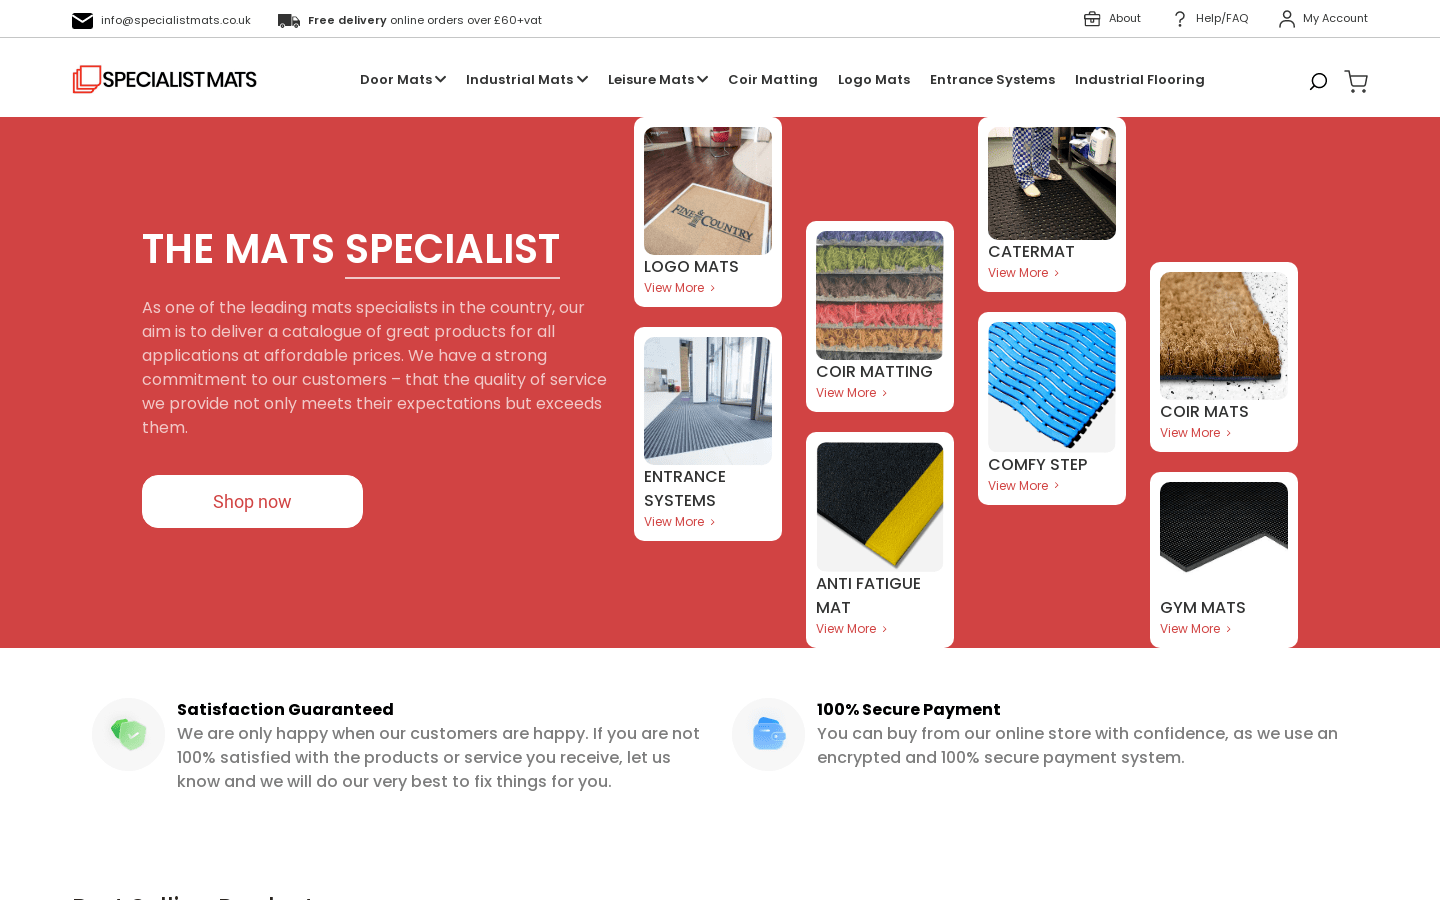 info@specialistmats.co.uk
Free delivery online orders over £60+vat
About
Help/FAQ
My Account
SPECIALIST MATS
Door Mats
Industrial Mats
Leisure Mats
Coir Matting
Logo Mats
Entrance Systems
Industrial Flooring
THE MATS SPECIALIST
As one of the leading mats specialists in the country, our
aim is to deliver a catalogue of great products for all
applications at affordable prices. We have a strong
commitment to our customers – that the quality of service
we provide not only meets their expectations but exceeds
them.
Shop now
FINE & COUNTRY
LOGO MATS
View More
ENTRANCE
SYSTEMS
View More
COIR MATTING
View More
ANTI FATIGUE
MAT
View More
CATERMAT
View More
COMFY STEP
View More
COIR MATS
View More
GYM MATS
View More
Satisfaction Guaranteed
We are only happy when our customers are happy. If you are not
100% satisfied with the products or service you receive, let us
know and we will do our very best to fix things for you.
100% Secure Payment
You can buy from our online store with confidence, as we use an
encrypted and 100% secure payment system.